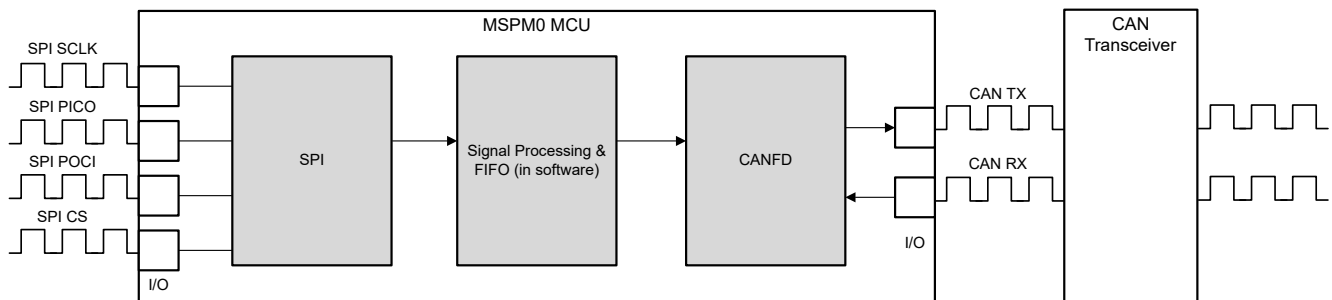 MSPM0 MCU
CAN
Transceiver
SPI SCLK
SPI PICO
SPI POCI
SPI CS
I/O
SPI
Signal Processing &
FIFO (in software)
CANFD
CAN TX
CAN RX
I/O